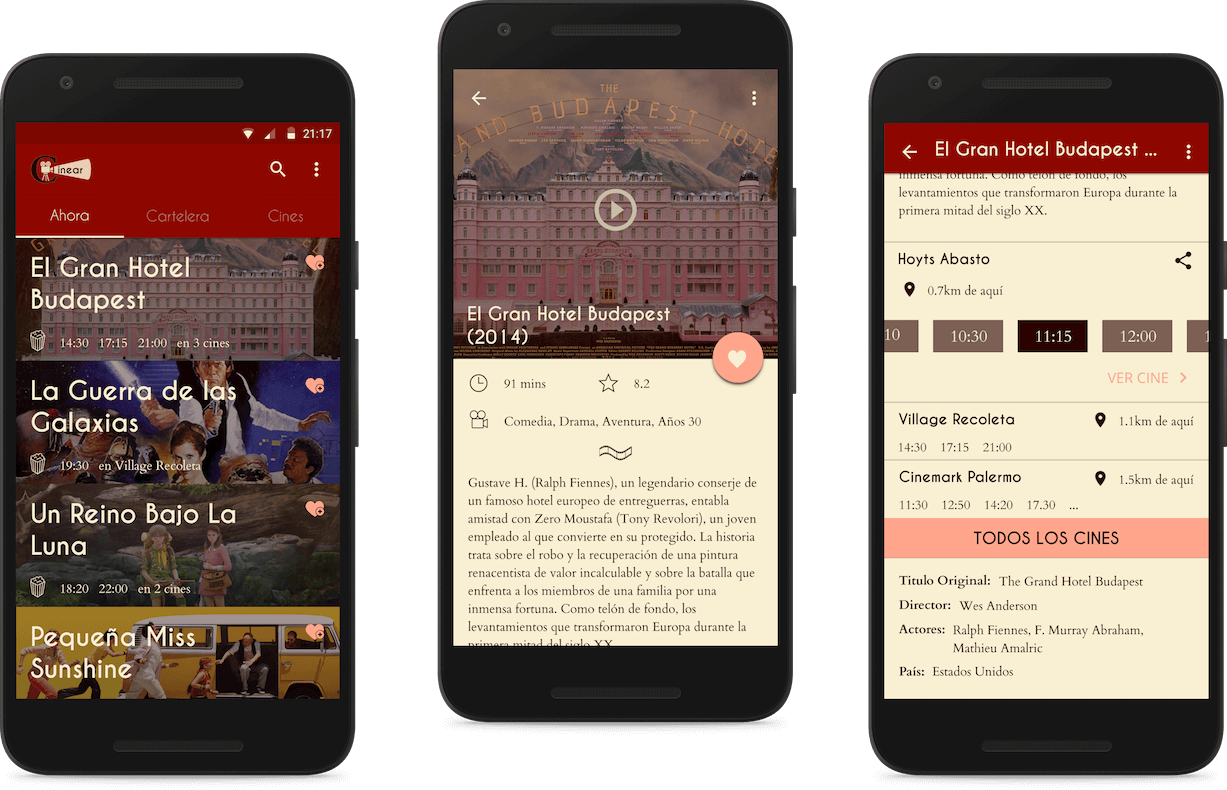 21:17
Cinear
Ahora
Cartelera
Cines
El Gran Hotel
Budapest
14:30 17:15 21:00 en 3 cines
La Guerra de las
Galaxias
19:30 en Village Recoleta
Un Reino Bajo La
Luna
18:20 22:00 en 2 cines
Pequeña Miss
Sunshine
THE
AND BUDAPEST HOTE
El Gran Hotel Budapest
(2014)
91 mins
8.2
Comedia, Drama, Aventura, Años 30
Gustave H. (Ralph Fiennes), un legendario conserje de
un famoso hotel europeo de entreguerras, entabla
amistad con Zero Moustafa (Tony Revolori), un joven
empleado al que convierte en su protegido. La historia
trata sobre el robo y la recuperación de una pintura
renacentista de valor incalculable y sobre la batalla que
enfrenta a los miembros de una familia por una
inmensa fortuna. Como telón de fondo, los
levantamientos que transformaron Europa durante la
primera mitad del siglo XX.
El Gran Hotel Budapest ...
inmensa fortuna. Como telón de fondo, los
levantamientos que transformaron Europa durante la
primera mitad del siglo XX.
Hoyts Abasto
0.7km de aquí
10 10:30 11:15 12:00 1
VER CINE
Village Recoleta
1.1km de aquí
14:30 17:15 21:00
Cinemark Palermo
1.5km de aquí
11:30 12:50 14:20 17.30 ...
TODOS LOS CINES
Titulo Original: The Grand Hotel Budapest
Director: Wes Anderson
Actores: Ralph Fiennes, F. Murray Abraham,
Mathieu Amalric
País: Estados Unidos